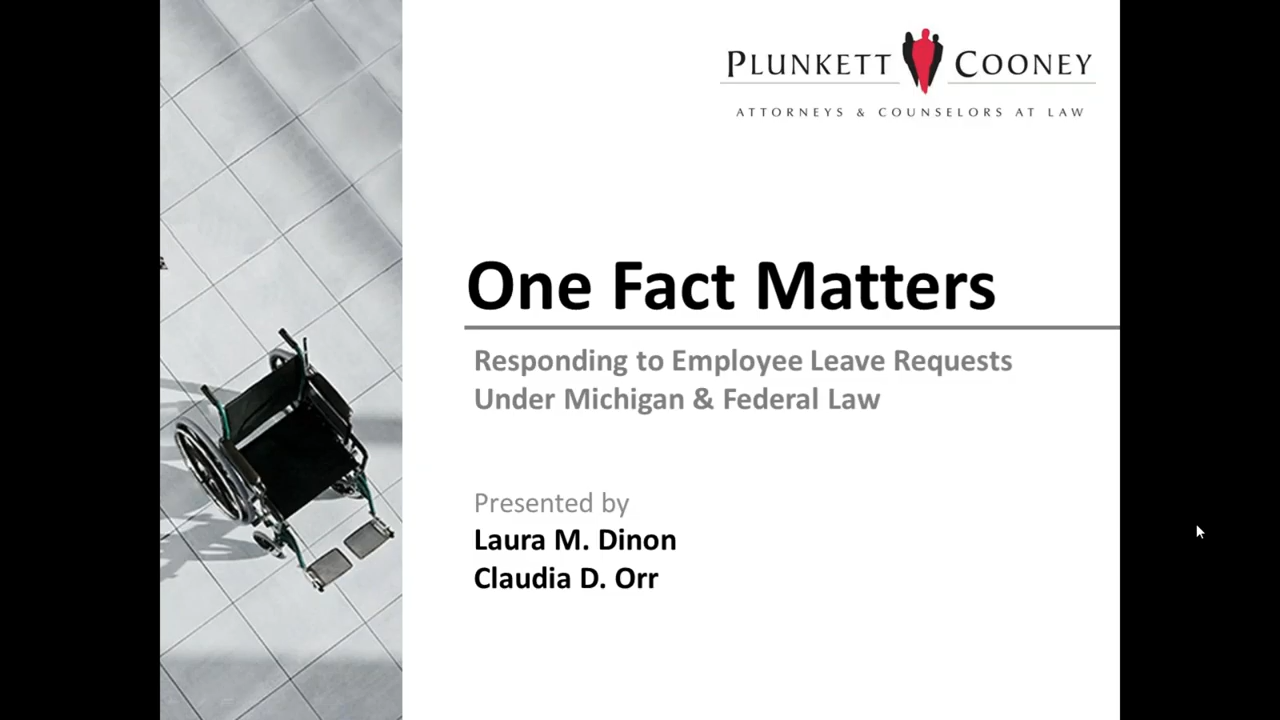 PLUNKETT COONEY
ATTORNEYS & COUNSELORS AT LAW
One Fact Matters
Responding to Employee Leave Requests
Under Michigan & Federal Law
Presented by
Laura M. Dinon
Claudia D. Orr